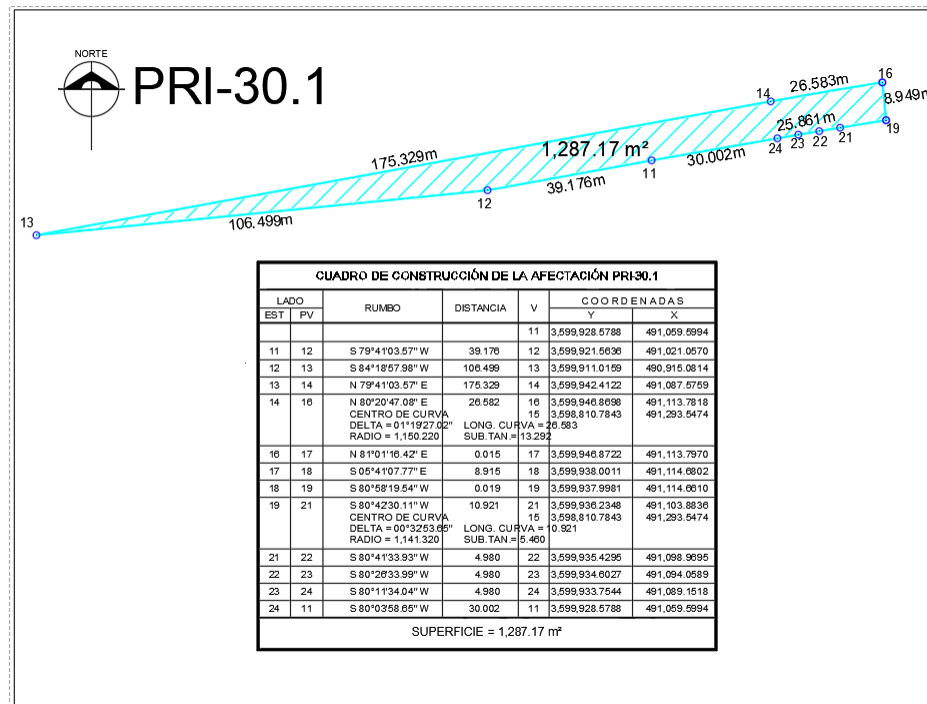 NORTE
PRI-30.1
26.583m
16
14
8.949m
25.861m
19
21
22
23
24
1,287.17 m²
30.002m
175.329m
11
39.176m
12
13
106.499m
CUADRO DE CONSTRUCCIÓN DE LA AFECTACIÓN PRI-30.1
LADO RUMBO DISTANCIA V COORDENADAS
EST PV Y X
11 3,599,928.5788 491,059.5994
11 12 S 79°41'03.57" W 39.176 12 3,599,921.5636 491,021.0570
12 13 S 84°18'57.98" W 106.499 13 3,599,911.0159 490,915.0814
13 14 N 79°41'03.57" E 175.329 14 3,599,942.4122 491,087.5759
14 16 N 80°20'47.08" E 26.582 16 3,599,946.8698 491,113.7818
CENTRO DE CURVA 15 3,598,810.7843 491,293.5474
DELTA = 01°19'27.02" LONG. CURVA = 26.583
RADIO = 1,150.220 SUB.TAN.= 13.292
16 17 N 81°01'16.42" E 0.015 17 3,599,946.8722 491,113.7970
17 18 S 05°41'07.77" E 8.915 18 3,599,938.0011 491,114.6802
18 19 S 80°58'19.54" W 0.019 19 3,599,937.9981 491,114.6610
19 21 S 80°42'30.11" W 10.921 21 3,599,936.2348 491,103.8836
CENTRO DE CURVA 15 3,598,810.7843 491,293.5474
DELTA = 00°32'53.65" LONG. CURVA = 10.921
RADIO = 1,141.320 SUB.TAN.= 5.460
21 22 S 80°41'33.93" W 4.980 22 3,599,935.4295 491,098.9695
22 23 S 80°26'33.99" W 4.980 23 3,599,934.6027 491,094.0589
23 24 S 80°11'34.04" W 4.980 24 3,599,933.7544 491,089.1518
24 11 S 80°03'58.65" W 30.002 11 3,599,928.5788 491,059.5994
SUPERFICIE = 1,287.17 m²